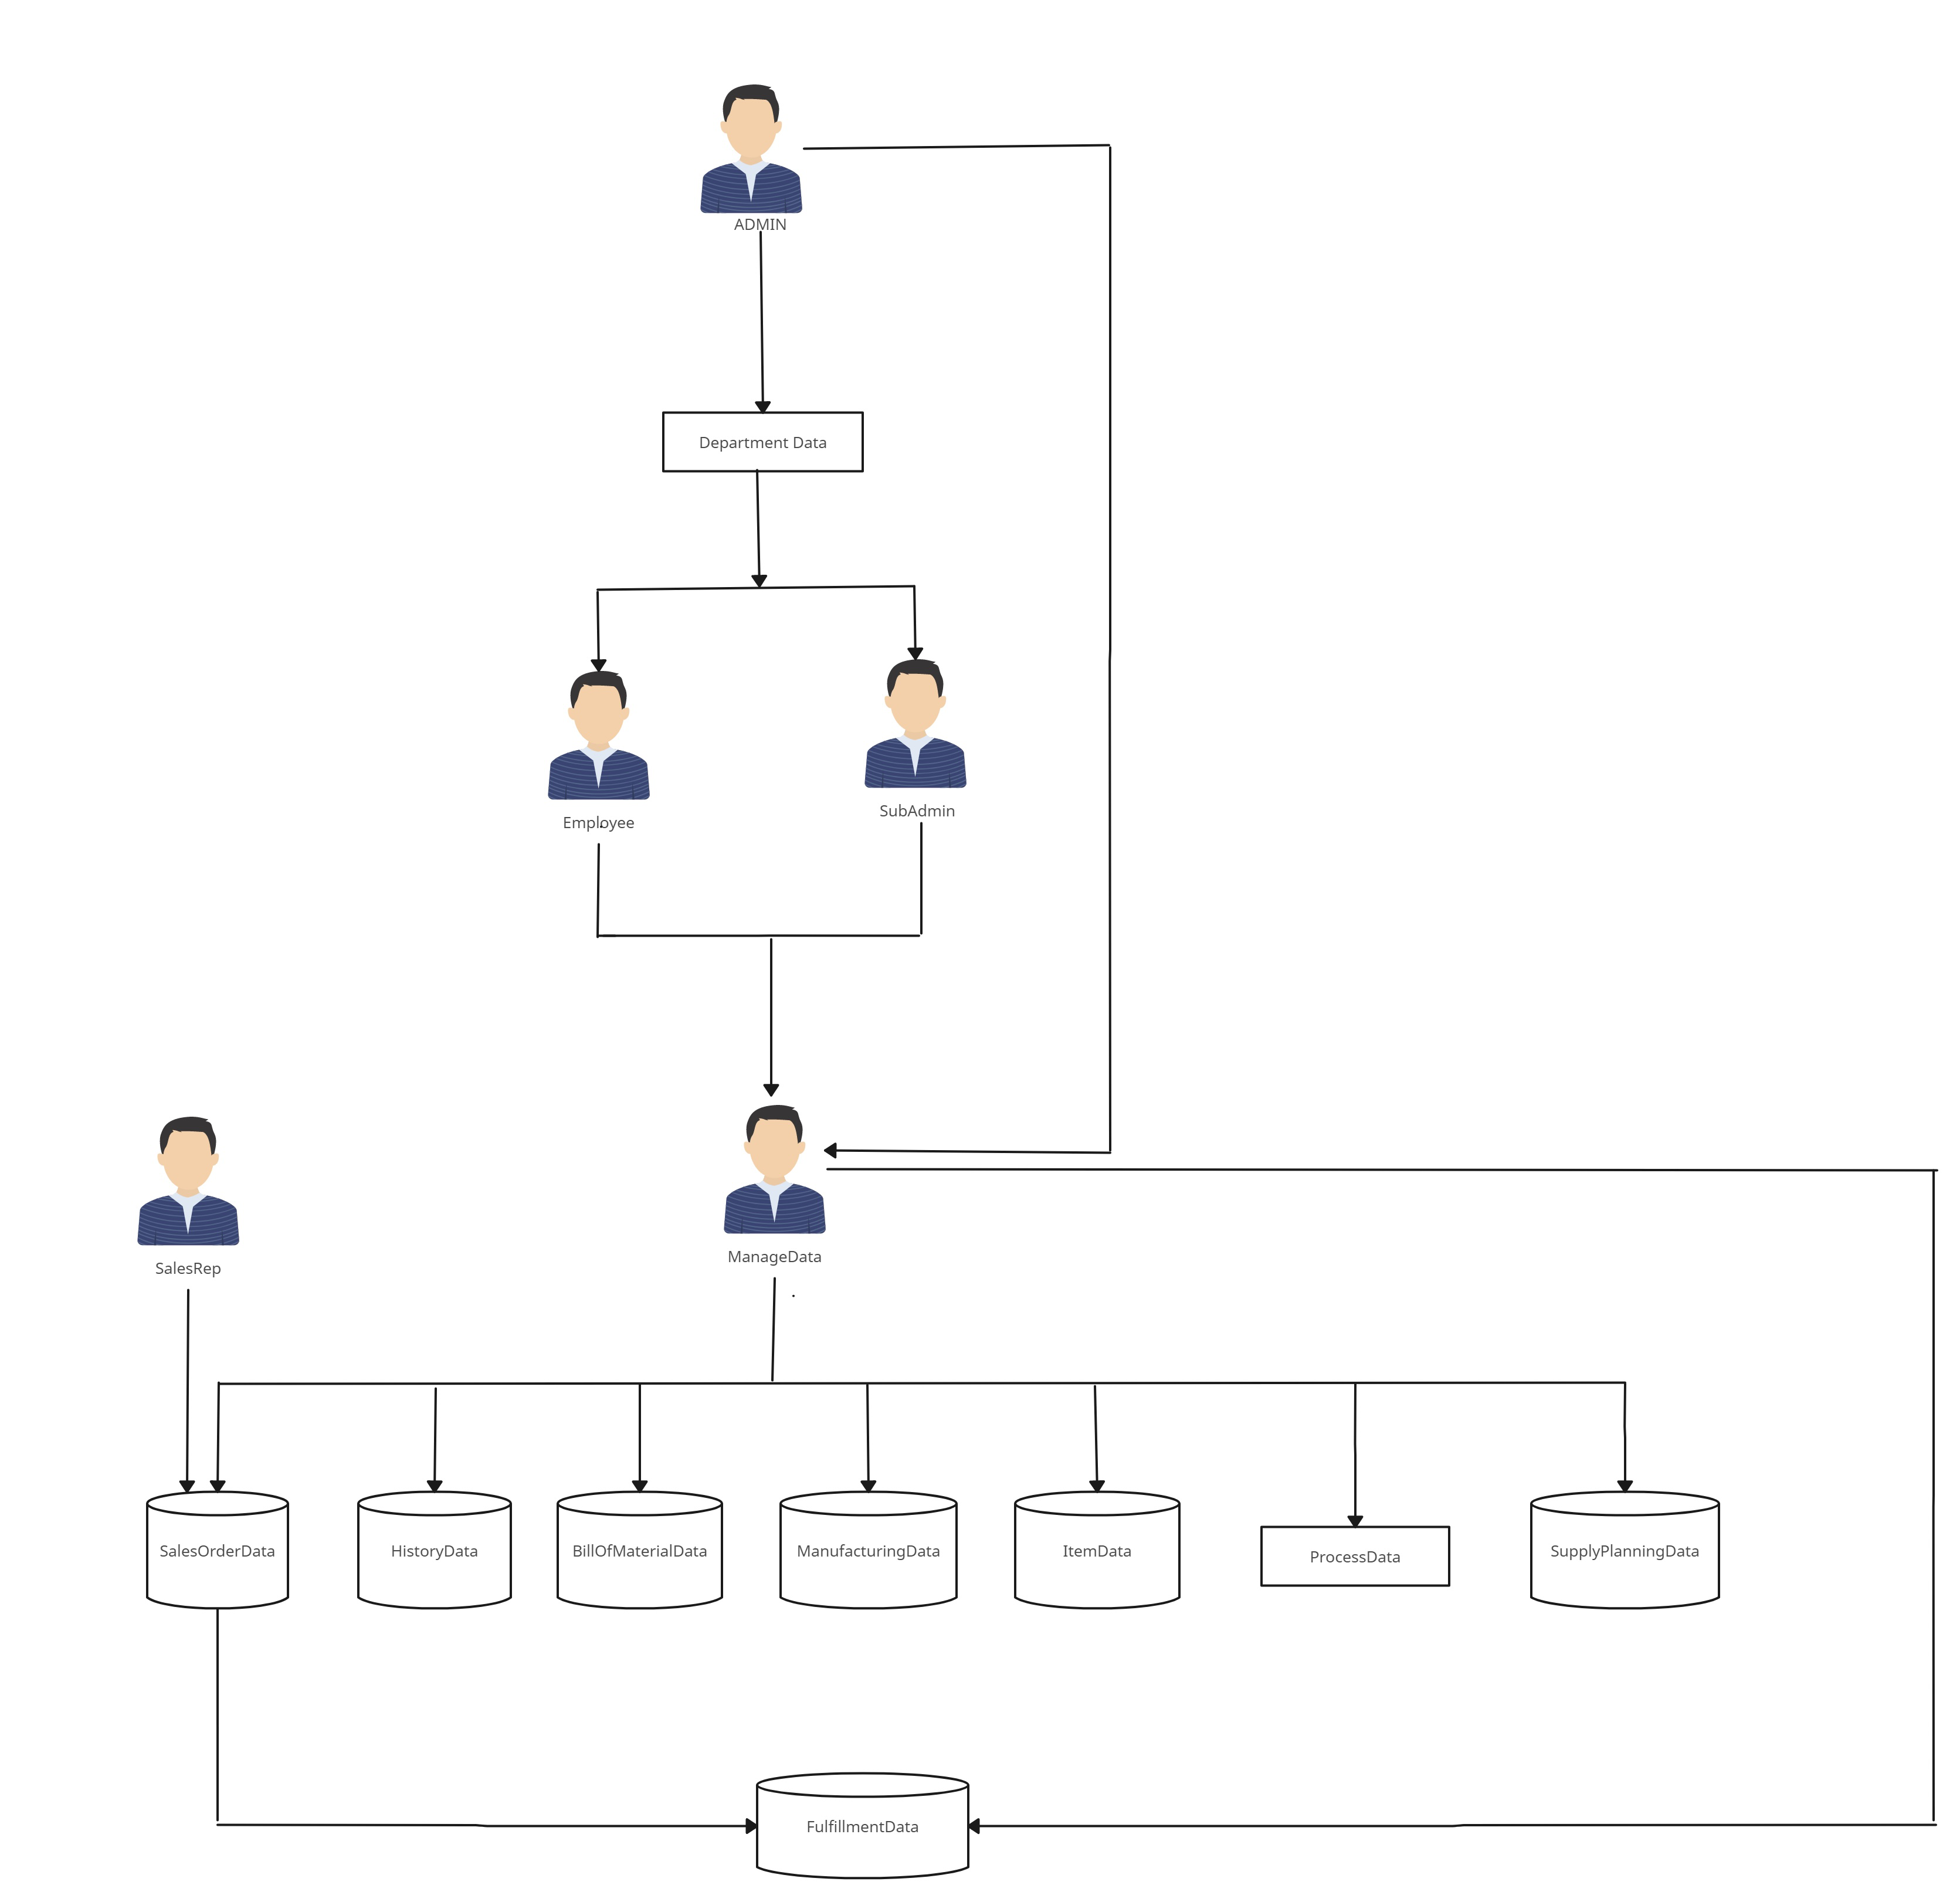 ADMIN
Department Data
Employee
SubAdmin
SalesRep
ManageData
SalesOrderData
HistoryData
BillOfMaterialData
ManufacturingData
ItemData
ProcessData
SupplyPlanningData
FulfillmentData